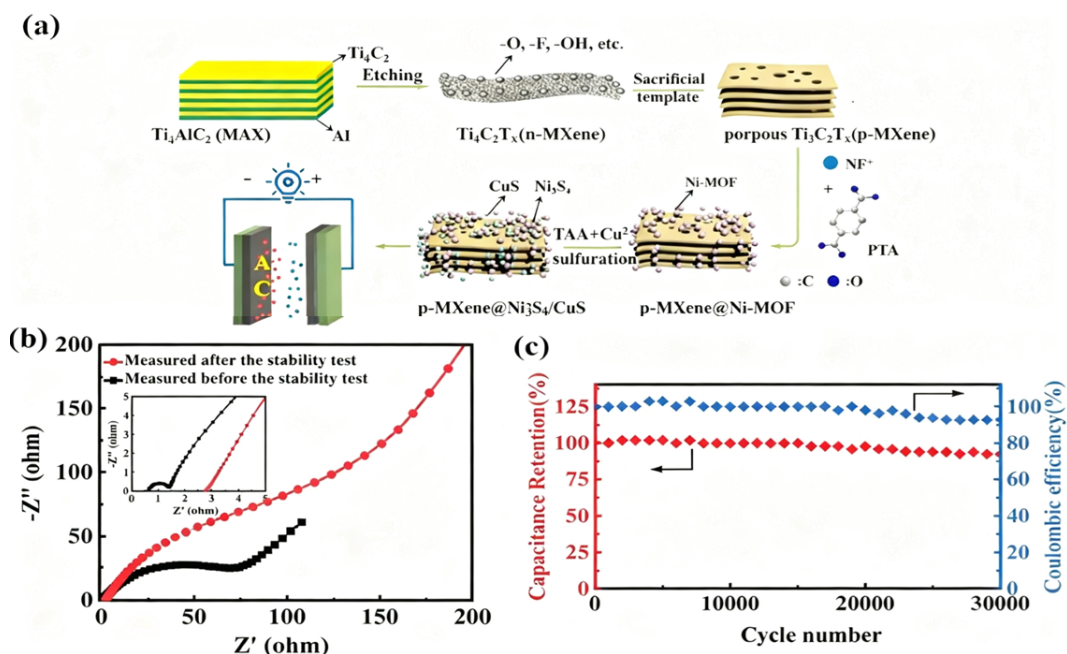 (a)
Ti₄C₂
Etching
-O, -F, -OH, etc.
Sacrificial
template
Ti₄AlC₂ (MAX)
Al
Ti₄C₂Tₓ(n-MXene)
porpous Ti₃C₂Tₓ(p-MXene)
NF⁺
+
PTA
:C
:O
- +
A
C
CuS
Ni₃S₄
TAA+Cu²
sulfuration
Ni-MOF
p-MXene@Ni₃S₄/CuS
p-MXene@Ni-MOF
(b)
Measured after the stability test
Measured before the stability test
-Z" (ohm)
200
150
100
50
0
0 50 100 150 200
Z' (ohm)
-Z" (ohm)
5
4
3
2
1
0
0 1 2 3 4 5
Z' (ohm)
(c)
Capacitance Retention(%)
125
100
75
50
25
0
Coulombic efficiency(%)
100
80
60
40
20
0
0 10000 20000 30000
Cycle number